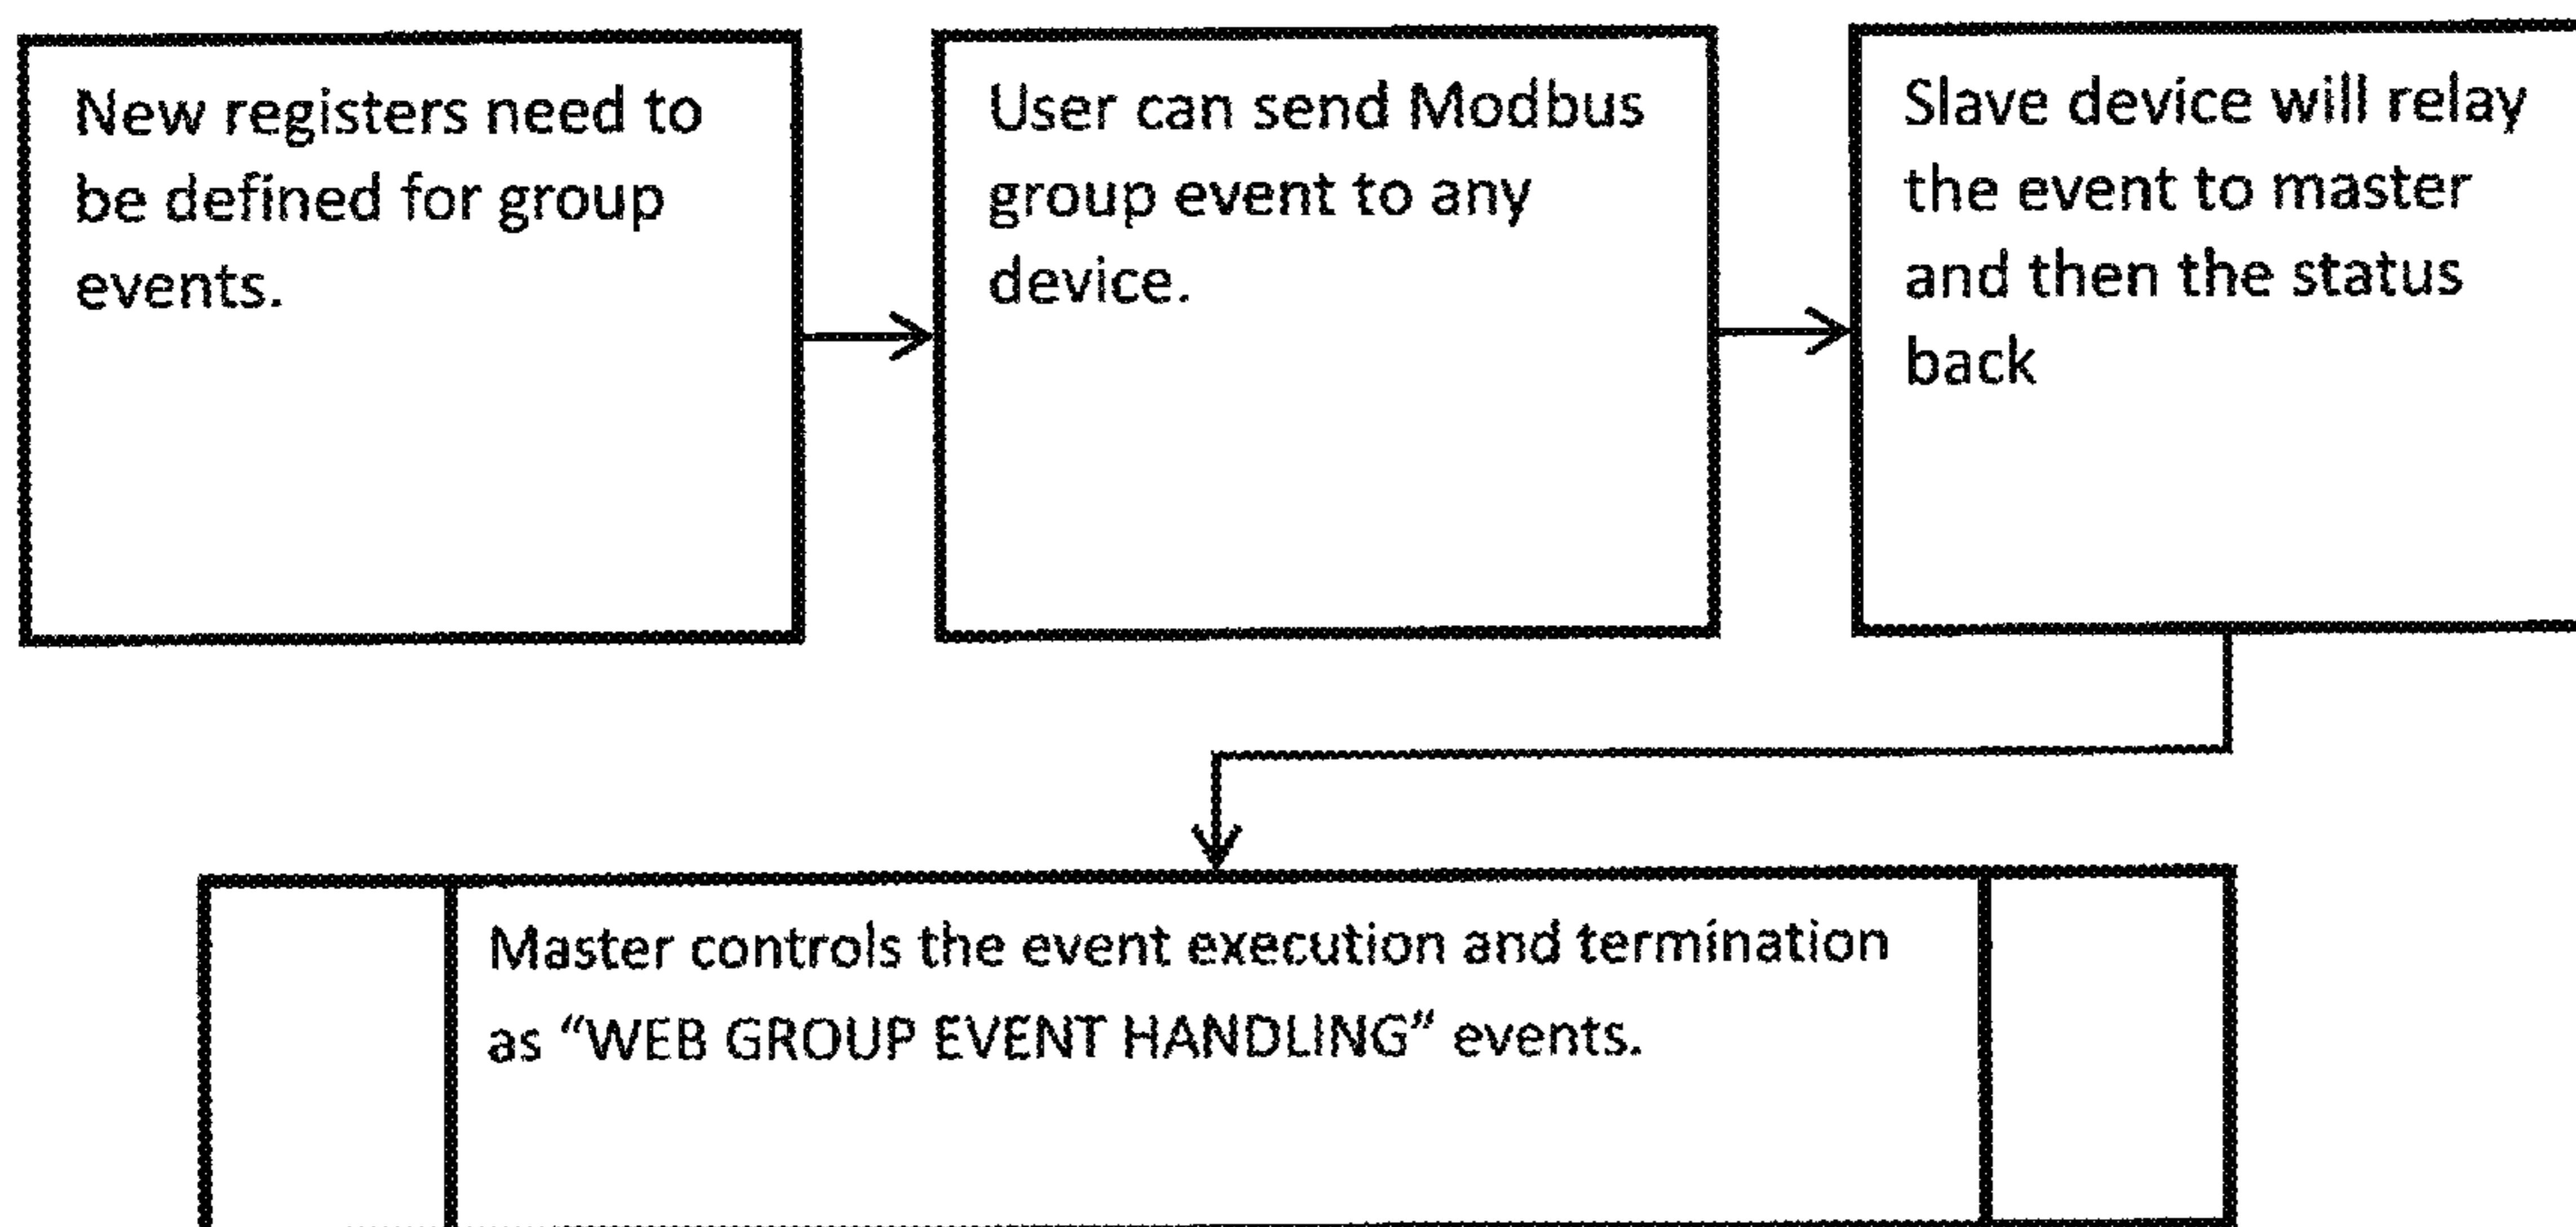 New registers need to
be defined for group
events.
User can send Modbus
group event to any
device.
Slave device will relay
the event to master
and then the status
back
Master controls the event execution and termination
as “WEB GROUP EVENT HANDLING” events.